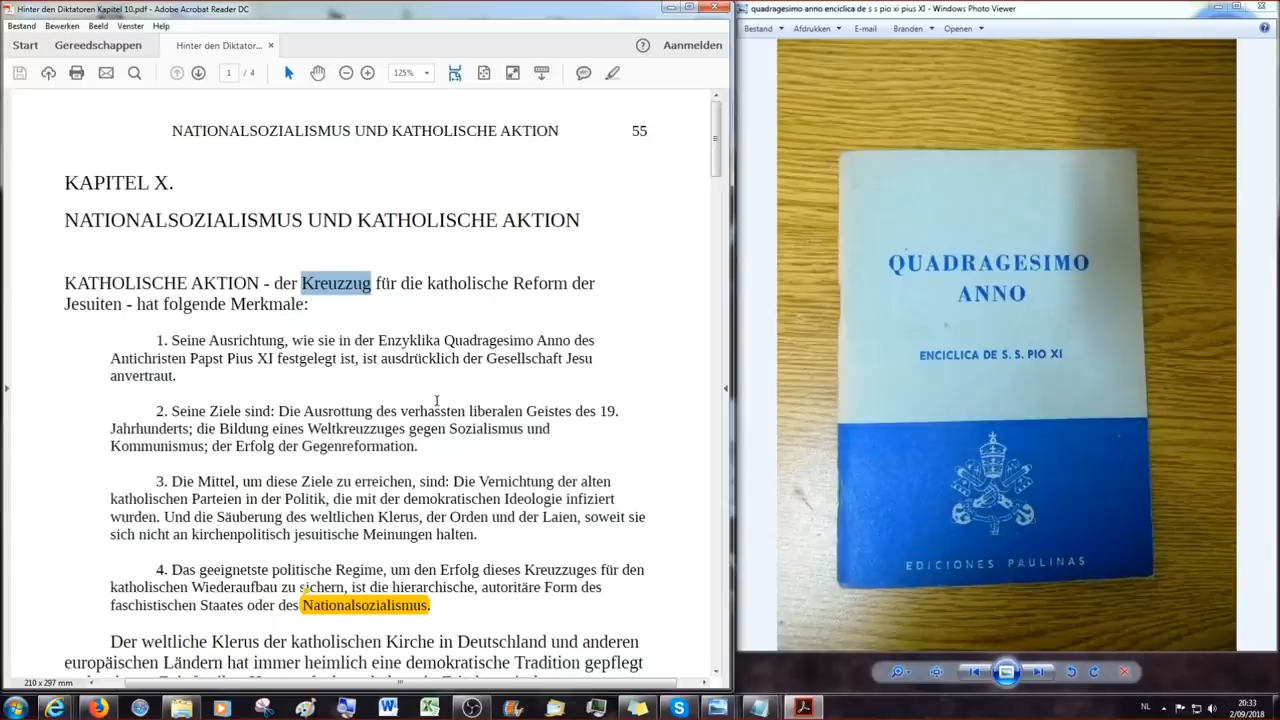 Hinter den Diktatoren Kapitel 10.pdf - Adobe Acrobat Reader DC
Bestand Bewerken Beeld Venster Help
Start Gereedschappen Hinter den Diktator... × Aanmelden
1 / 4 125%
NATIONALSOZIALISMUS UND KATHOLISCHE AKTION 55
KAPITEL X.
NATIONALSOZIALISMUS UND KATHOLISCHE AKTION
KATHOLISCHE AKTION - der Kreuzzug für die katholische Reform der
Jesuiten - hat folgende Merkmale:
1. Seine Ausrichtung, wie sie in der Enzyklika Quadragesimo Anno des
Antichristen Papst Pius XI festgelegt ist, ist ausdrücklich der Gesellschaft Jesu
anvertraut.
2. Seine Ziele sind: Die Ausrottung des verhassten liberalen Geistes des 19.
Jahrhunderts; die Bildung eines Weltkreuzzuges gegen Sozialismus und
Kommunismus; der Erfolg der Gegenreformation.
3. Die Mittel, um diese Ziele zu erreichen, sind: Die Vernichtung der alten
katholischen Parteien in der Politik, die mit der demokratischen Ideologie infiziert
wurden. Und die Säuberung des weltlichen Klerus, der Orden und der Laien, soweit sie
sich nicht an kirchenpolitisch jesuitische Meinungen halten.
4. Das geeignetste politische Regime, um den Erfolg dieses Kreuzzuges für den
katholischen Wiederaufbau zu sichern, ist die hierarchische, autoritäre Form des
faschistischen Staates oder des Nationalsozialismus.
Der weltliche Klerus der katholischen Kirche in Deutschland und anderen
europäischen Ländern hat immer heimlich eine demokratische Tradition gepflegt
210 x 297 mm
quadragesimo anno enciclica de s s pio xi pius XI - Windows Photo Viewer
Bestand Afdrukken E-mail Branden Openen
QUADRAGESIMO
ANNO
ENCICLICA DE S. S. PIO XI
EDICIONES PAULINAS
NL 20:33
2/09/2018